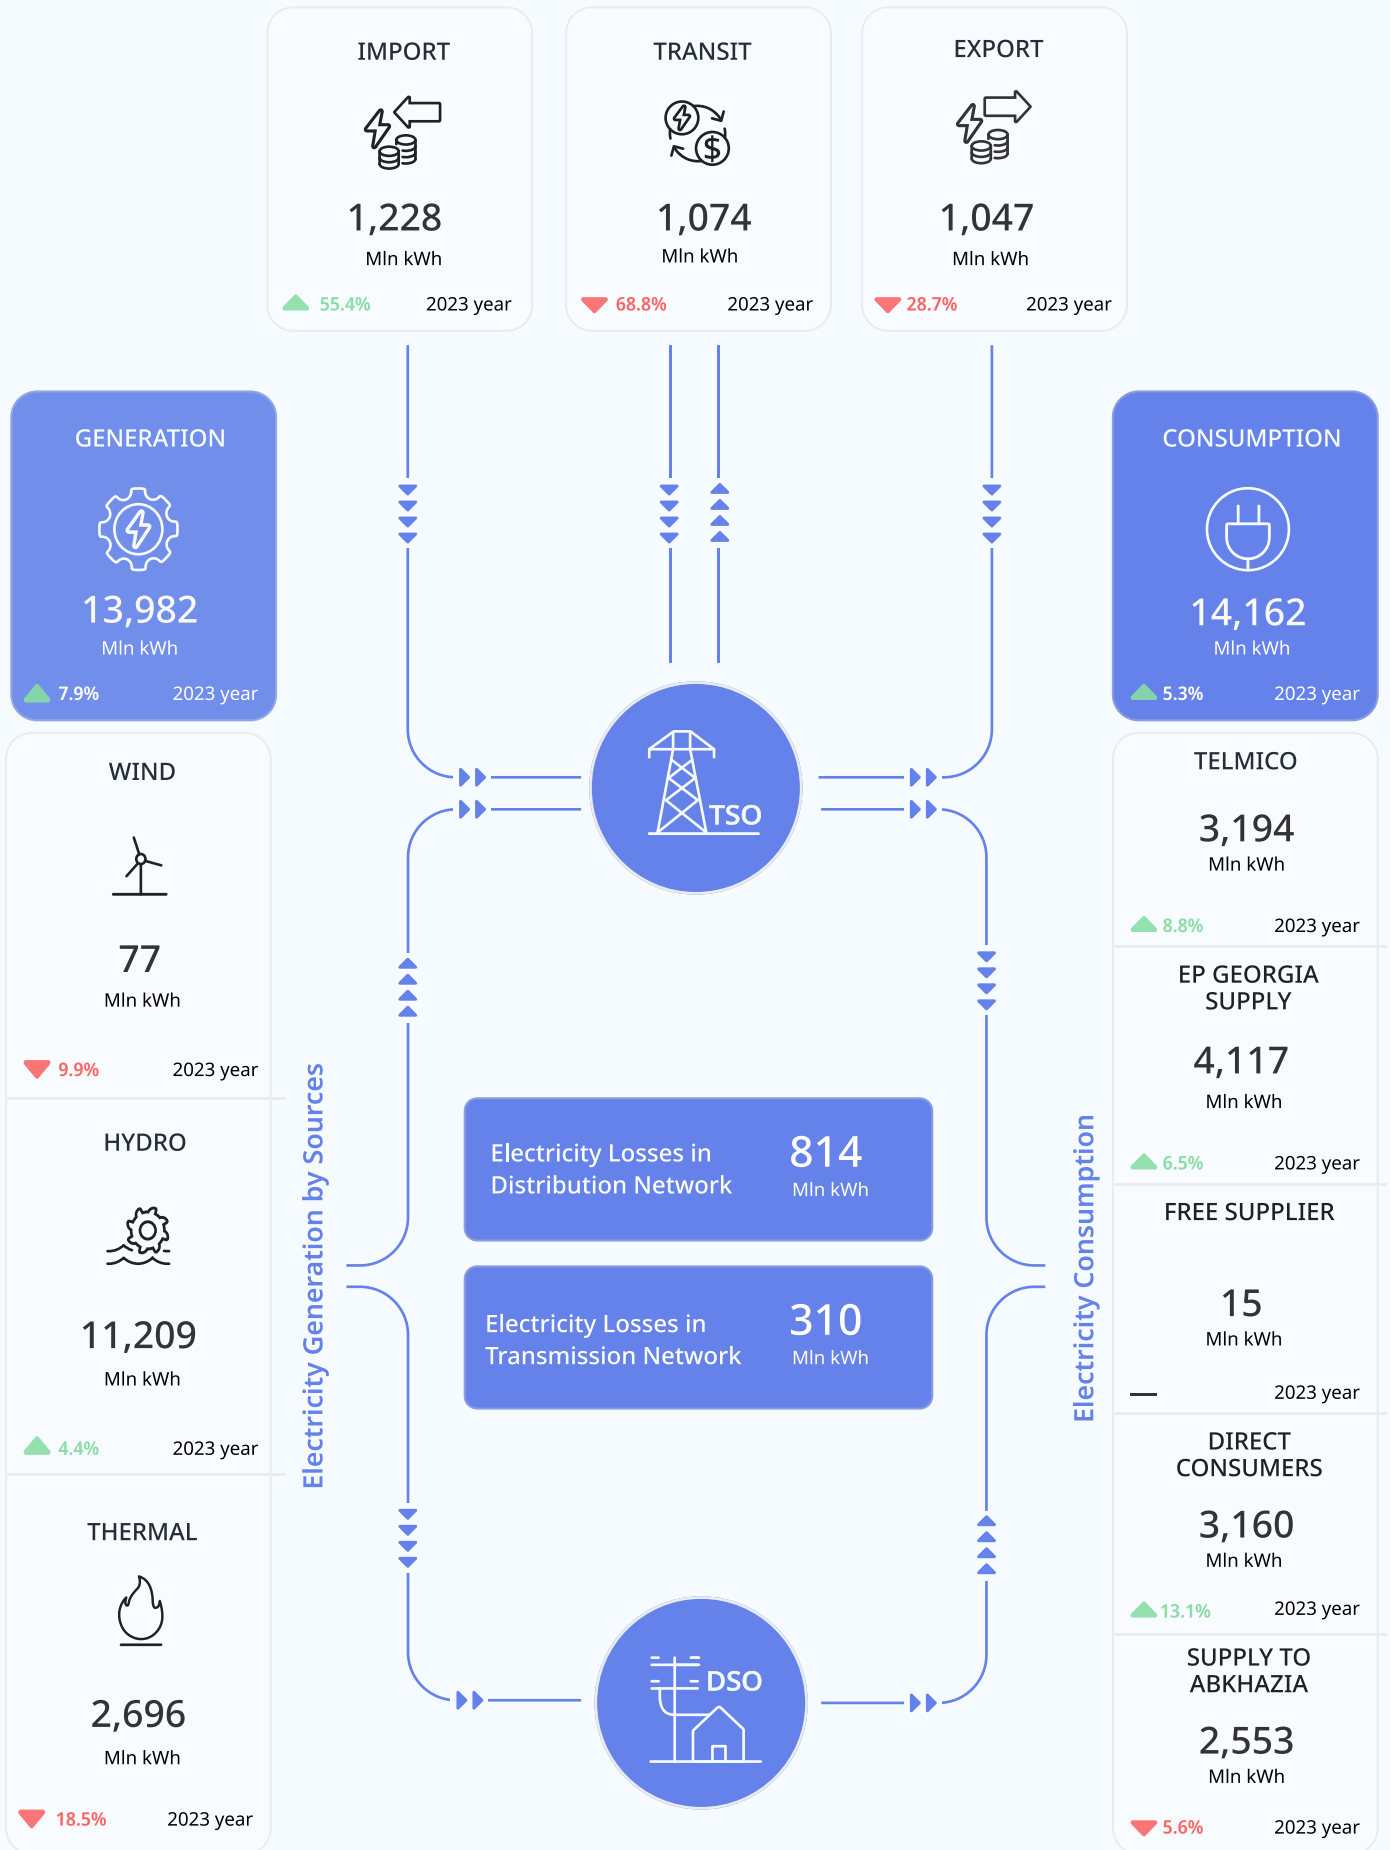 IMPORT
1,228
Mln kWh
55.4%
2023 year
TRANSIT
$
1,074
Mln kWh
68.8%
2023 year
EXPORT
1,047
Mln kWh
28.7%
2023 year
GENERATION
13,982
Mln kWh
7.9%
2023 year
CONSUMPTION
14,162
Mln kWh
5.3%
2023 year
TSO
WIND
77
Mln kWh
9.9%
2023 year
HYDRO
11,209
Mln kWh
4.4%
2023 year
THERMAL
2,696
Mln kWh
18.5%
2023 year
Electricity Generation by Sources
Electricity Losses in
Distribution Network
814
Mln kWh
Electricity Losses in
Transmission Network
310
Mln kWh
DSO
Electricity Consumption
TELMICO
3,194
Mln kWh
8.8%
2023 year
EP GEORGIA
SUPPLY
4,117
Mln kWh
6.5%
2023 year
FREE SUPPLIER
15
Mln kWh
—
2023 year
DIRECT
CONSUMERS
3,160
Mln kWh
13.1%
2023 year
SUPPLY TO
ABKHAZIA
2,553
Mln kWh
5.6%
2023 year